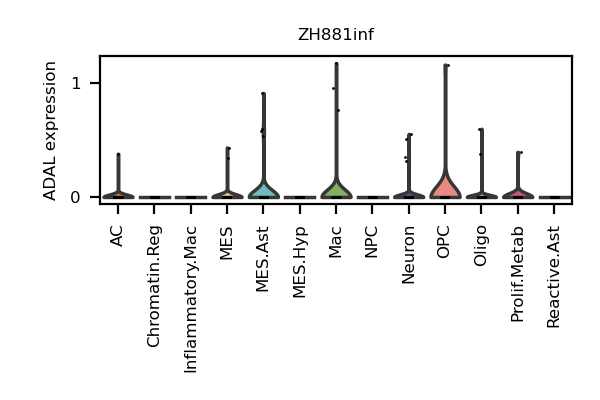 ZH881inf
ADAL expression
1
0
AC
Chromatin.Reg
Inflammatory.Mac
MES
MES.Ast
MES.Hyp
Mac
NPC
Neuron
OPC
Oligo
Prolif.Metab
Reactive.Ast